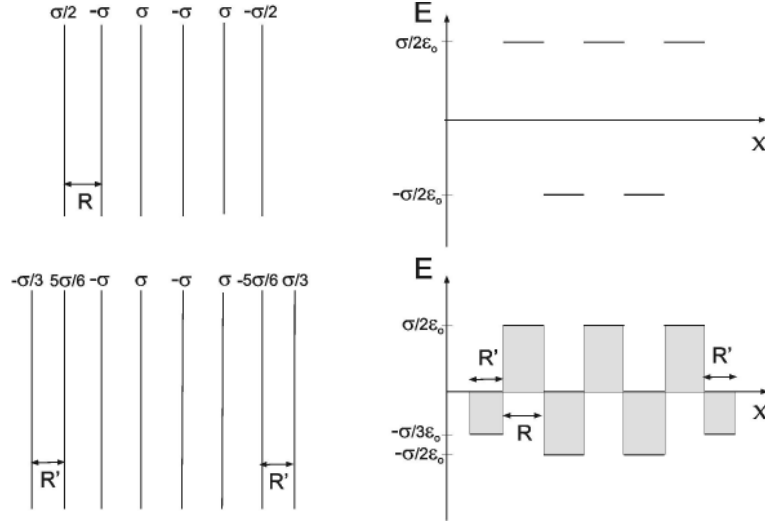 σ/2 -σ σ -σ σ -σ/2
R
E
σ/2ε₀
X
-σ/2ε₀
-σ/3 5σ/6 -σ σ -σ σ -5σ/6 σ/3
R' R'
E
σ/2ε₀
R' R'
X
R
-σ/3ε₀
-σ/2ε₀